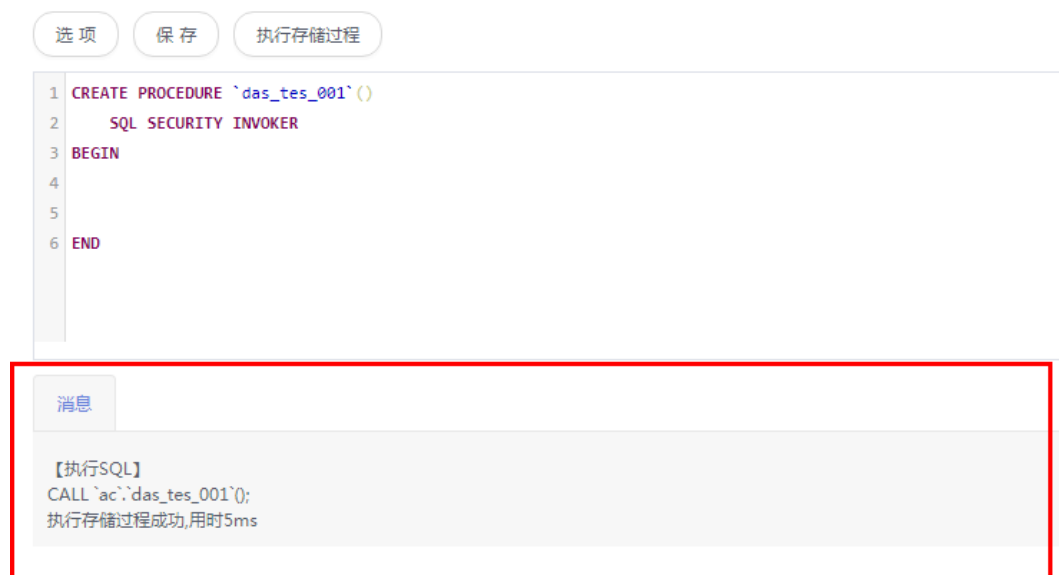 选 项 保 存 执行存储过程
1 CREATE PROCEDURE `das_tes_001`()
2 SQL SECURITY INVOKER
3 BEGIN
4
5
6 END
消息
【执行SQL】
CALL `ac`.`das_tes_001`();
执行存储过程成功,用时5ms